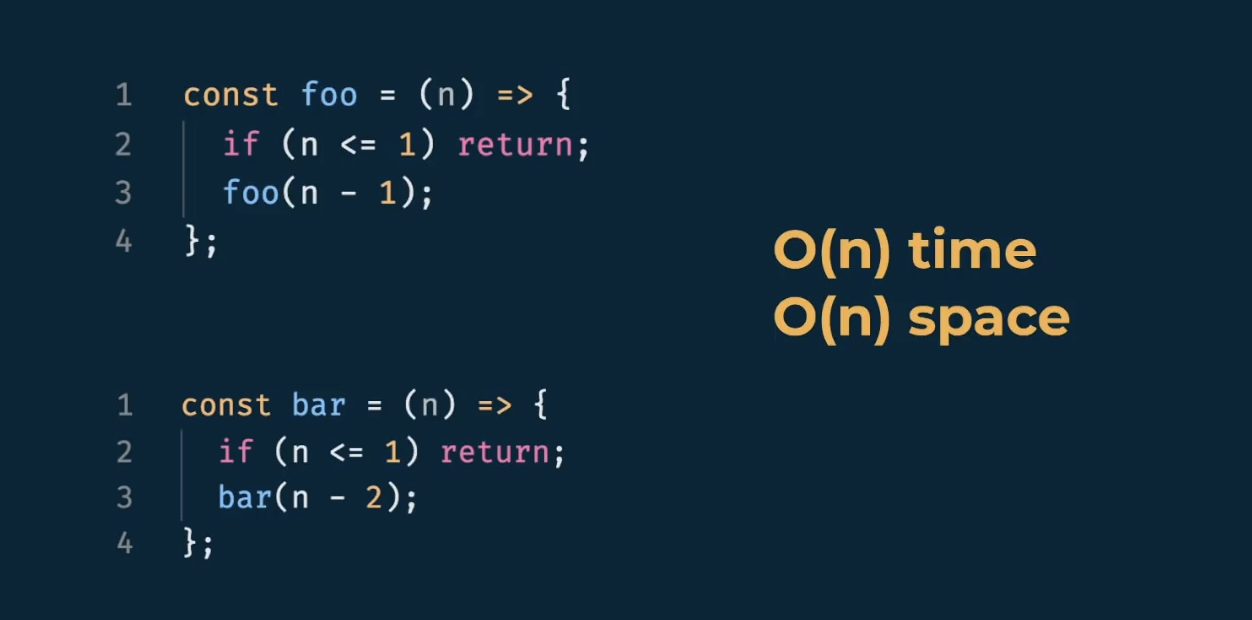 1 const foo = (n) => {
2 if (n <= 1) return;
3 foo(n - 1);
4 };
O(n) time
O(n) space
1 const bar = (n) => {
2 if (n <= 1) return;
3 bar(n - 2);
4 };